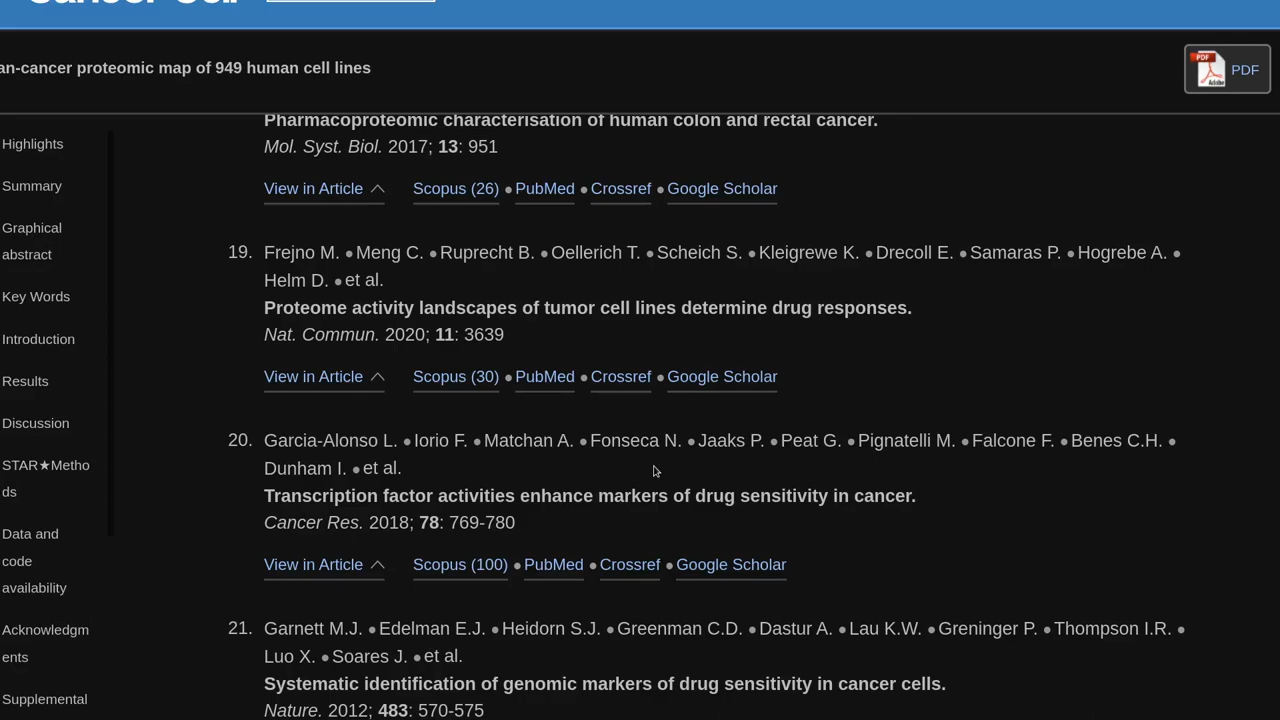 Cancer Cell
an-cancer proteomic map of 949 human cell lines
PDF
PDF
Adobe
Highlights
Summary
Graphical
abstract
Key Words
Introduction
Results
Discussion
STAR★Metho
ds
Data and
code
availability
Acknowledgm
ents
Supplemental
Pharmacoproteomic characterisation of human colon and rectal cancer.
Mol. Syst. Biol. 2017; 13: 951
View in Article Scopus (26) • PubMed • Crossref • Google Scholar
19. Frejno M. • Meng C. • Ruprecht B. • Oellerich T. • Scheich S. • Kleigrewe K. • Drecoll E. • Samaras P. • Hogrebe A. •
Helm D. • et al.
Proteome activity landscapes of tumor cell lines determine drug responses.
Nat. Commun. 2020; 11: 3639
View in Article Scopus (30) • PubMed • Crossref • Google Scholar
20. Garcia-Alonso L. • Iorio F. • Matchan A. • Fonseca N. • Jaaks P. • Peat G. • Pignatelli M. • Falcone F. • Benes C.H. •
Dunham I. • et al.
Transcription factor activities enhance markers of drug sensitivity in cancer.
Cancer Res. 2018; 78: 769-780
View in Article Scopus (100) • PubMed • Crossref • Google Scholar
21. Garnett M.J. • Edelman E.J. • Heidorn S.J. • Greenman C.D. • Dastur A. • Lau K.W. • Greninger P. • Thompson I.R. •
Luo X. • Soares J. • et al.
Systematic identification of genomic markers of drug sensitivity in cancer cells.
Nature. 2012; 483: 570-575